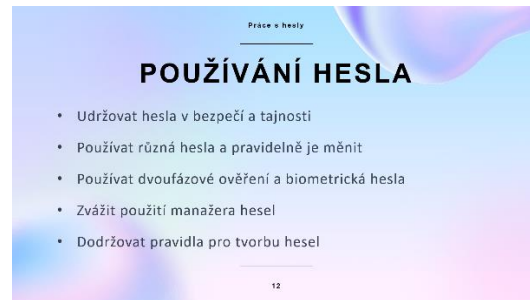 Práce s hesly
POUŽÍVÁNÍ HESLA
• Udržovat hesla v bezpečí a tajnosti
• Používat různá hesla a pravidelně je měnit
• Používat dvoufázové ověření a biometrická hesla
• Zvážit použití manažera hesel
• Dodržovat pravidla pro tvorbu hesel
12